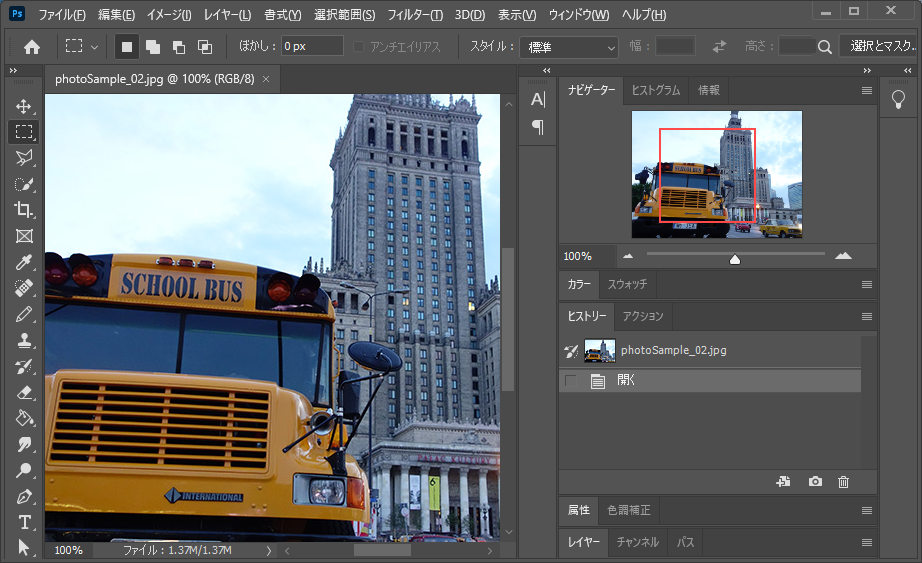 Ps ファイル(F) 編集(E) イメージ(I) レイヤー(L) 書式(Y) 選択範囲(S) フィルター(T) 3D(D) 表示(V) ウィンドウ(W) ヘルプ(H)
ぼかし : 0 px アンチエイリアス スタイル : 標準 幅 : 高さ : 選択とマスク...
photoSample_02.jpg @ 100% (RGB/8) ×
SCHOOL BUS
INTERNATIONAL
PAŁAC KULTURY
6
T
100% ファイル : 1.37M/1.37M
A
¶
ナビゲーター ヒストグラム 情報
SCHOOL BUS
100%
カラー スウォッチ
ヒストリー アクション
photoSample_02.jpg
開く
属性 色調補正
レイヤー チャンネル パス